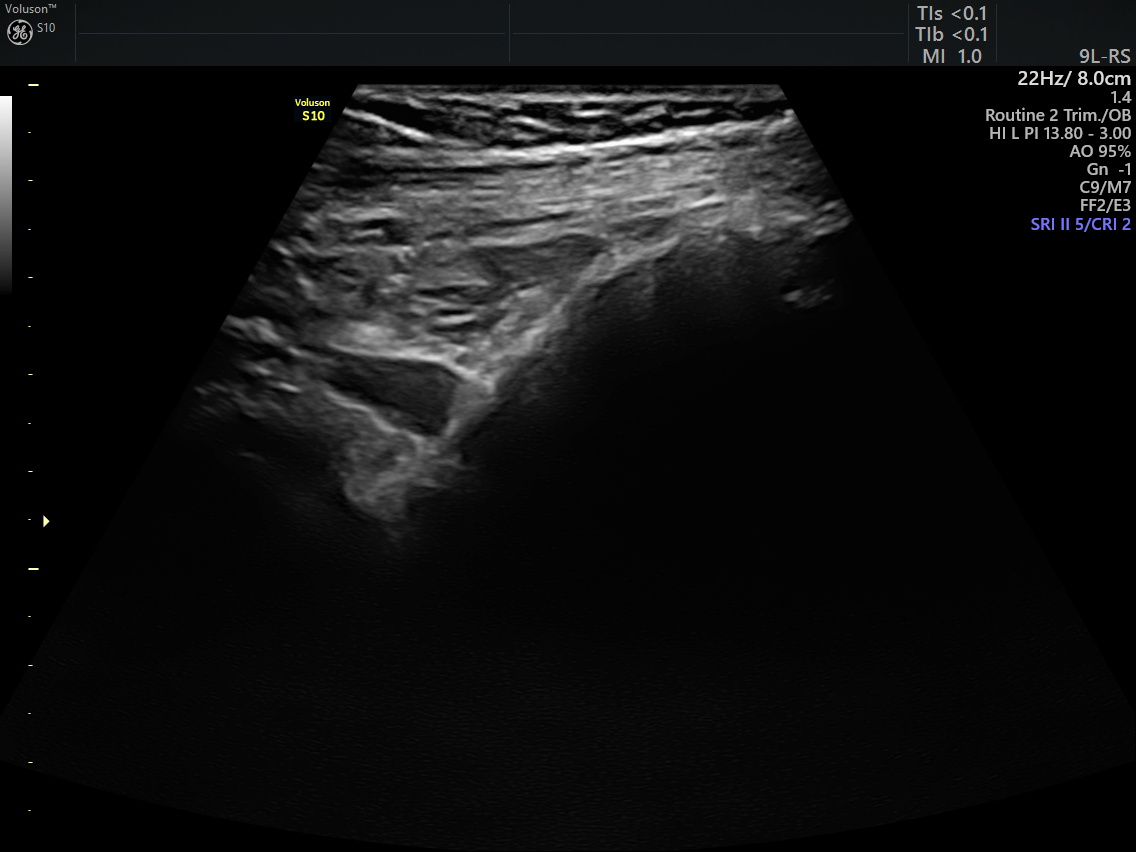 Voluson™
S10
TIs <0.1
TIb <0.1
MI 1.0
9L-RS
22Hz/ 8.0cm
1.4
Routine 2 Trim./OB
HI L PI 13.80 - 3.00
AO 95%
Gn -1
C9/M7
FF2/E3
SRI II 5/CRI 2
Voluson
S10